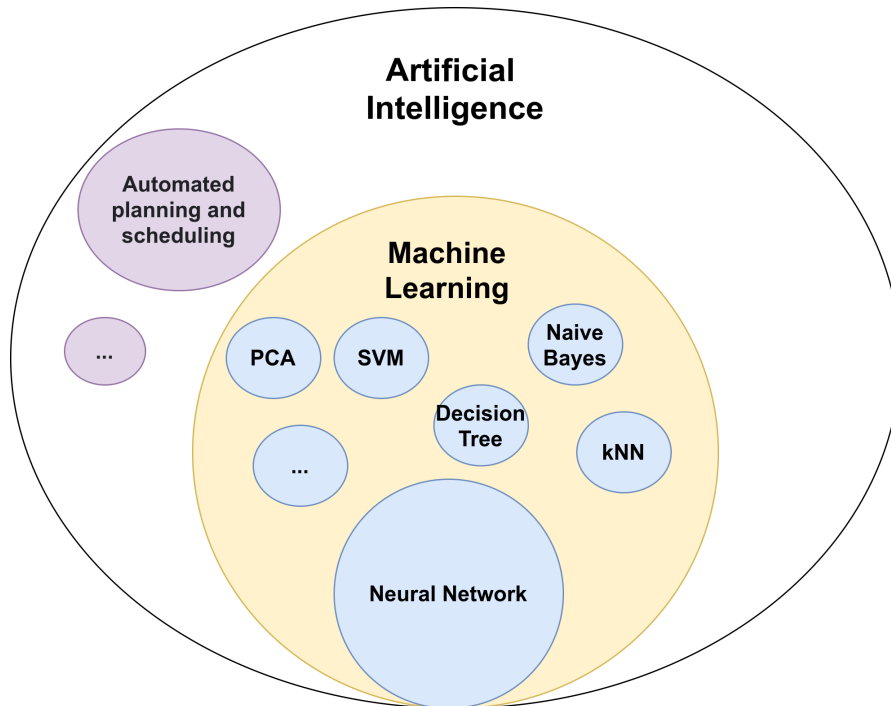 Artificial
Intelligence
Automated
planning and
scheduling
Machine
Learning
...
PCA
SVM
Naive
Bayes
Decision
Tree
...
kNN
Neural Network